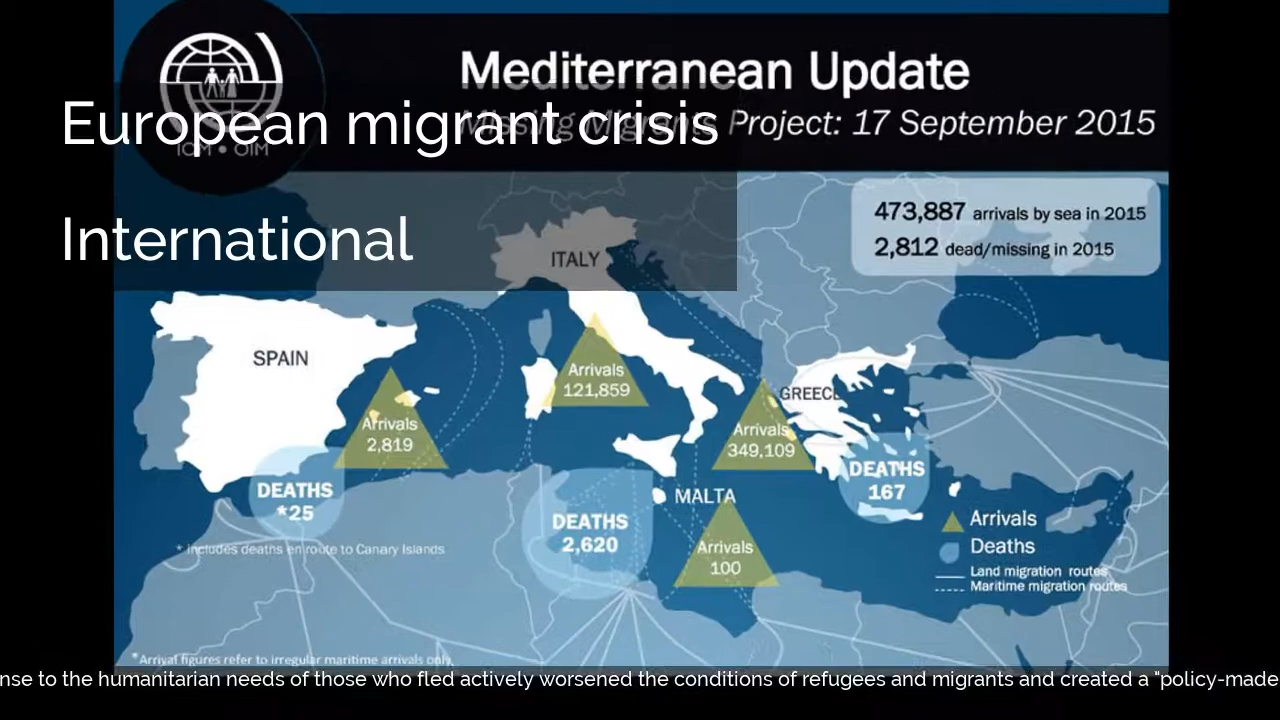 Mediterranean Update
Missing Migrants Project: 17 September 2015
European migrant crisis
IOM • OIM
International
473,887 arrivals by sea in 2015
2,812 dead/missing in 2015
ITALY
SPAIN
Arrivals
121,859
GREECE
Arrivals
2,819
Arrivals
349,109
DEATHS
167
DEATHS
*25
MALTA
DEATHS
2,620
Arrivals
100
Arrivals
Deaths
Land migration routes
Maritime migration routes
* includes deaths en route to Canary Islands
*Arrival figures refer to irregular maritime arrivals only.
nse to the humanitarian needs of those who fled actively worsened the conditions of refugees and migrants and created a "policy-made